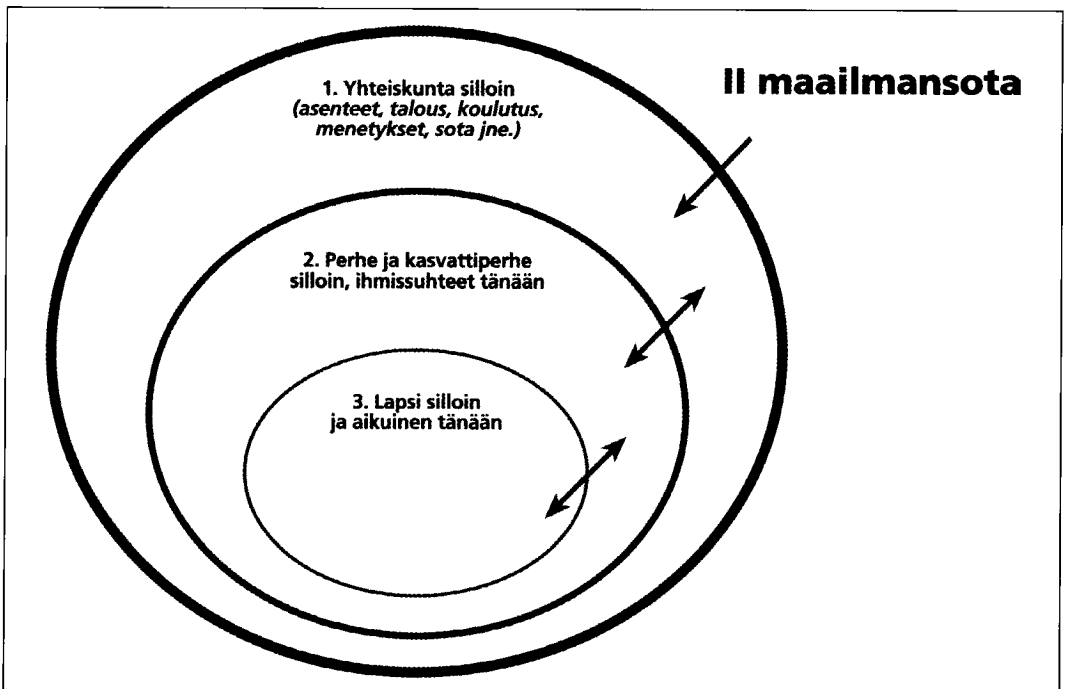 II maailmansota
1. Yhteiskunta silloin
(asenteet, talous, koulutus,
menetykset, sota jne.)
2. Perhe ja kasvattiperhe
silloin, ihmissuhteet tänään
3. Lapsi silloin
ja aikuinen tänään